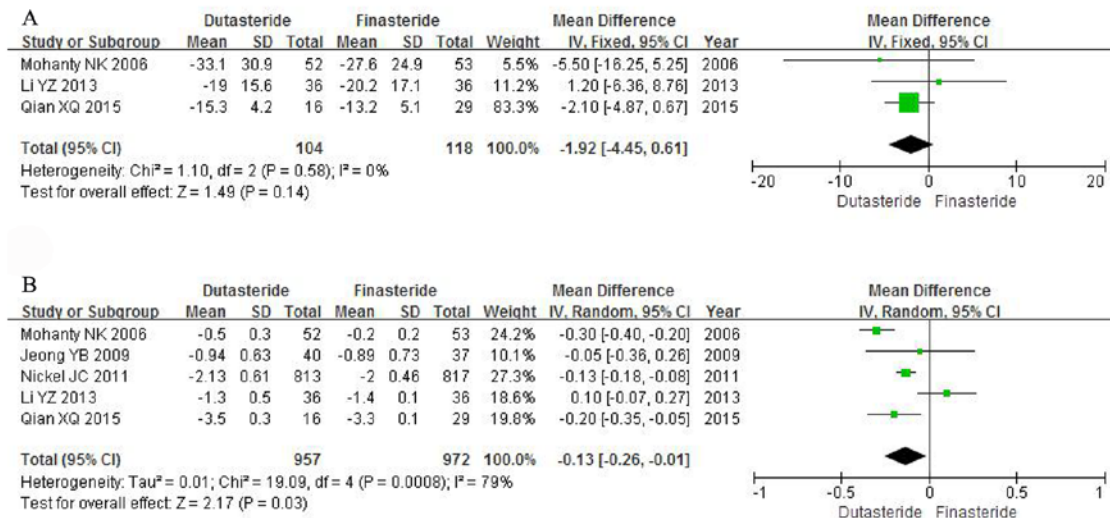 A
Dutasteride Finasteride Mean Difference Mean Difference
Study or Subgroup Mean SD Total Mean SD Total Weight IV, Fixed, 95% CI Year IV, Fixed, 95% CI
Mohanty NK 2006 -33.1 30.9 52 -27.6 24.9 53 5.5% -5.50 [-16.25, 5.25] 2006
Li YZ 2013 -19 15.6 36 -20.2 17.1 36 11.2% 1.20 [-6.36, 8.76] 2013
Qian XQ 2015 -15.3 4.2 16 -13.2 5.1 29 83.3% -2.10 [-4.87, 0.67] 2015
Total (95% CI) 104 118 100.0% -1.92 [-4.45, 0.61]
Heterogeneity: Chi² = 1.10, df = 2 (P = 0.58); I² = 0%
Test for overall effect: Z = 1.49 (P = 0.14)
-20 -10 0 10 20
Dutasteride Finasteride
B
Dutasteride Finasteride Mean Difference Mean Difference
Study or Subgroup Mean SD Total Mean SD Total Weight IV, Random, 95% CI Year IV, Random, 95% CI
Mohanty NK 2006 -0.5 0.3 52 -0.2 0.2 53 24.2% -0.30 [-0.40, -0.20] 2006
Jeong YB 2009 -0.94 0.63 40 -0.89 0.73 37 10.1% -0.05 [-0.36, 0.26] 2009
Nickel JC 2011 -2.13 0.61 813 -2 0.46 817 27.3% -0.13 [-0.18, -0.08] 2011
Li YZ 2013 -1.3 0.5 36 -1.4 0.1 36 18.6% 0.10 [-0.07, 0.27] 2013
Qian XQ 2015 -3.5 0.3 16 -3.3 0.1 29 19.8% -0.20 [-0.35, -0.05] 2015
Total (95% CI) 957 972 100.0% -0.13 [-0.26, -0.01]
Heterogeneity: Tau² = 0.01; Chi² = 19.09, df = 4 (P = 0.0008); I² = 79%
Test for overall effect: Z = 2.17 (P = 0.03)
-1 -0.5 0 0.5 1
Dutasteride Finasteride